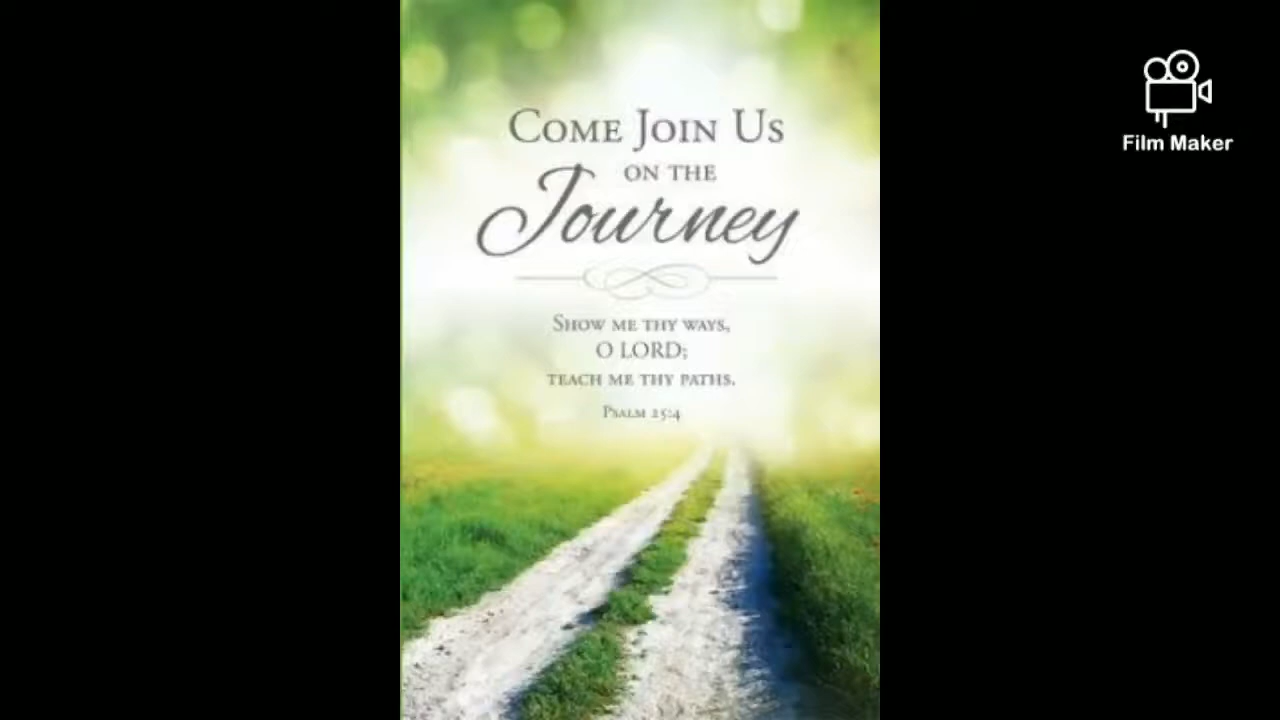 Come Join Us
on the
Journey
Show me thy ways,
O LORD;
teach me thy paths.
Psalm 25:4
Film Maker